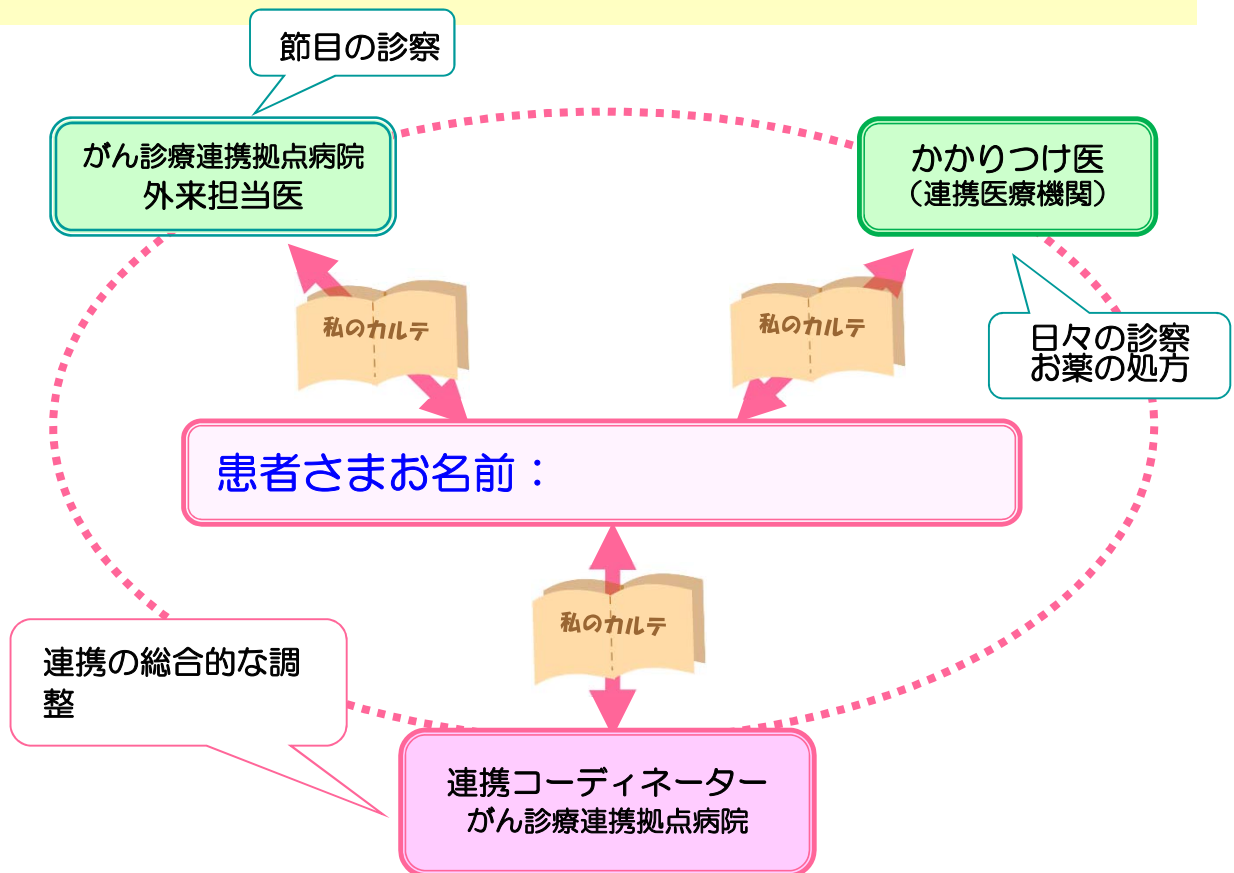 節目の診察
がん診療連携拠点病院
外来担当医
かかりつけ医
（連携医療機関）
私のカルテ
私のカルテ
日々の診察
お薬の処方
患者さまお名前：
私のカルテ
連携の総合的な調
整
連携コーディネーター
がん診療連携拠点病院